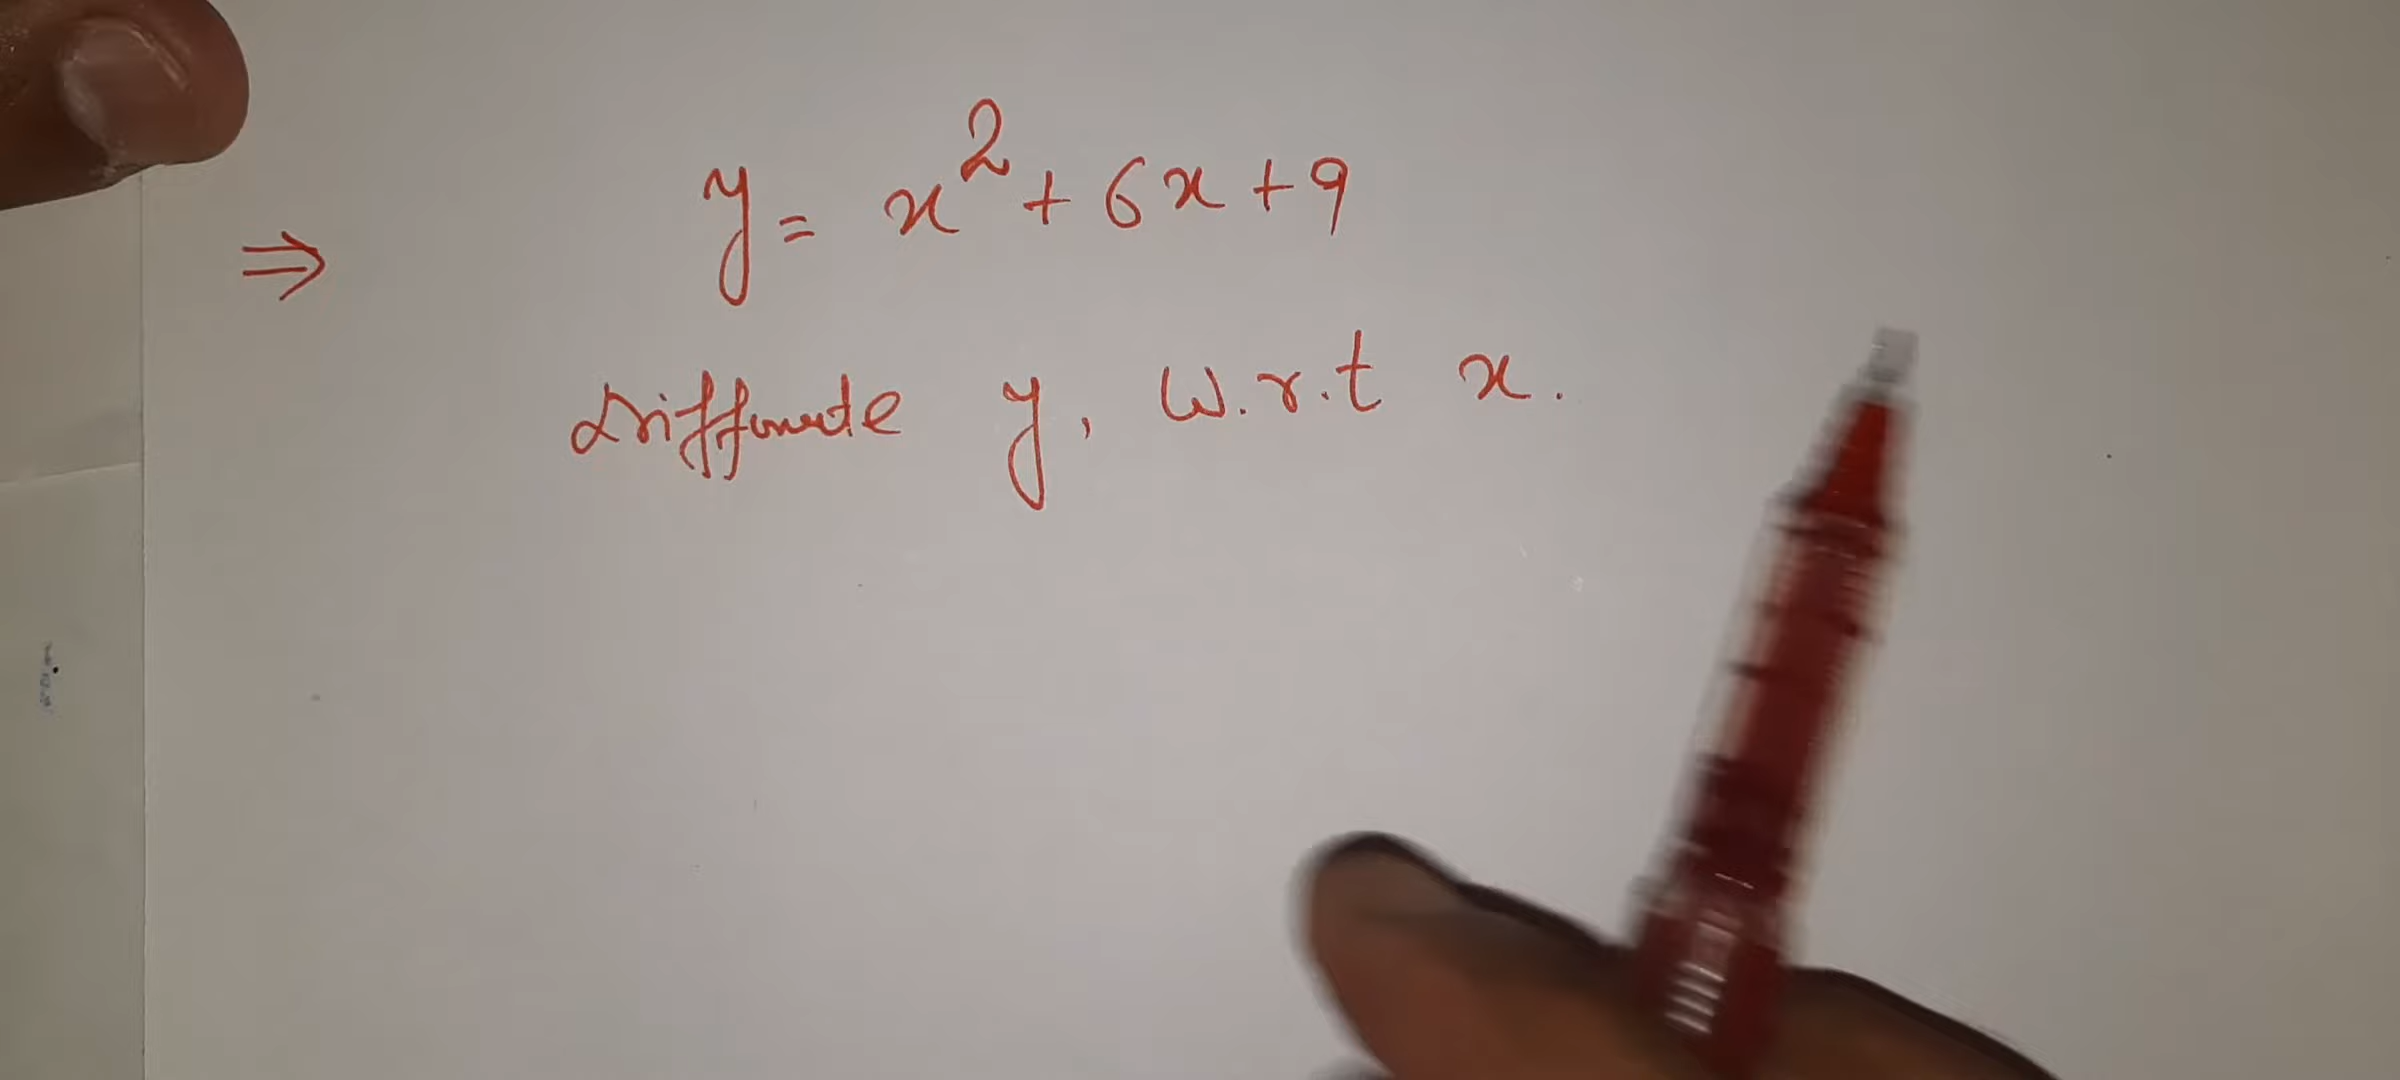 ⇒ y = x² + 6x + 9
y, w.r.t x.